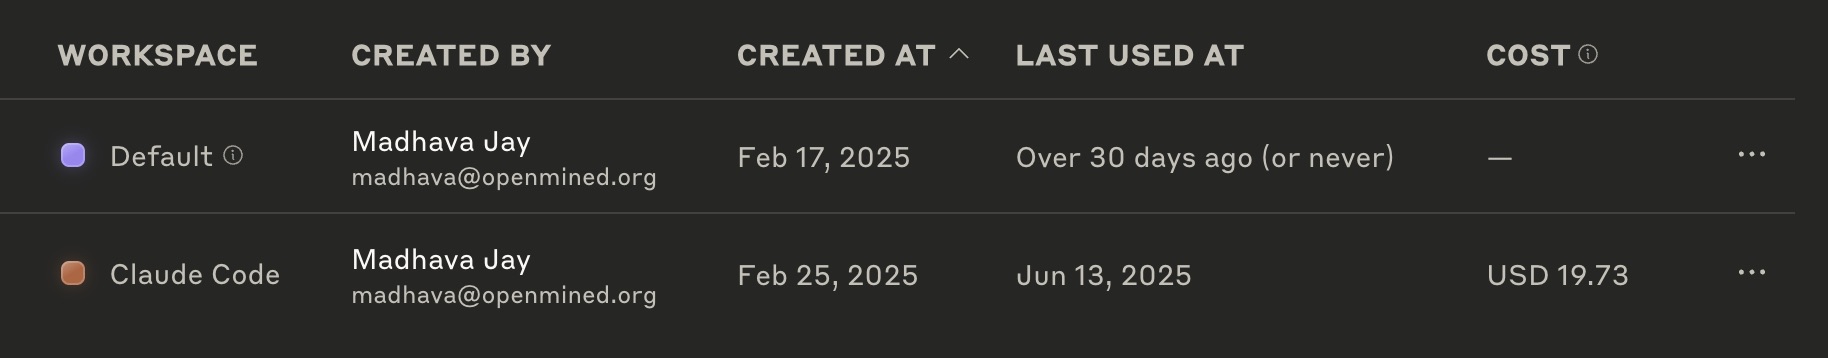 WORKSPACE CREATED BY CREATED AT LAST USED AT COST
Default Madhava Jay Feb 17, 2025 Over 30 days ago (or never) —
madhava@openmined.org
Claude Code Madhava Jay Feb 25, 2025 Jun 13, 2025 USD 19.73
madhava@openmined.org